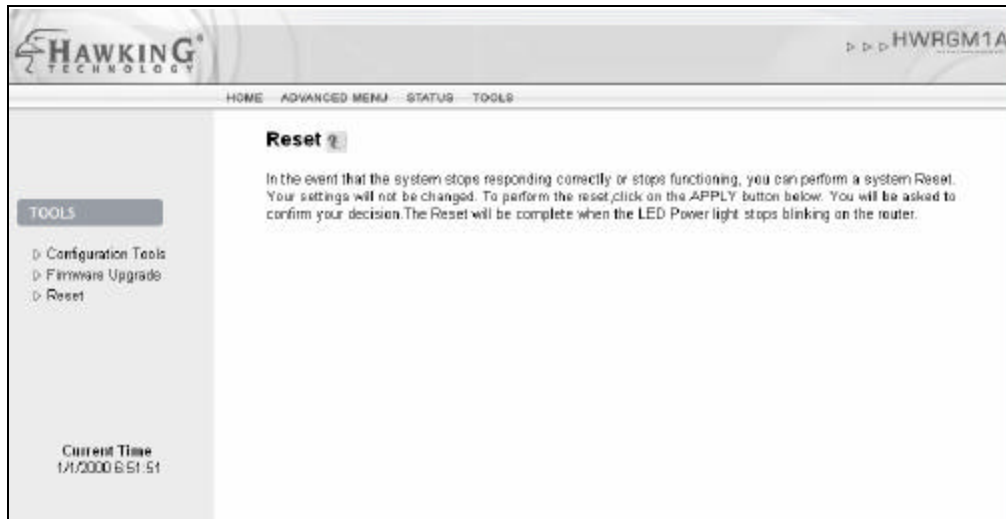 HAWKING
TECHNOLOGY
HWRGM1A
HOME ADVANCED MENU STATUS TOOLS
Reset
In the event that the system stops responding correctly or stops functioning, you can perform a system Reset.
Your settings will not be changed. To perform the reset,click on the APPLY button below. You will be asked to
confirm your decision.The Reset will be complete when the LED Power light stops blinking on the router.
TOOLS
Configuration Tools
Firmware Upgrade
Reset
Current Time
1/1/2000 6:51:51